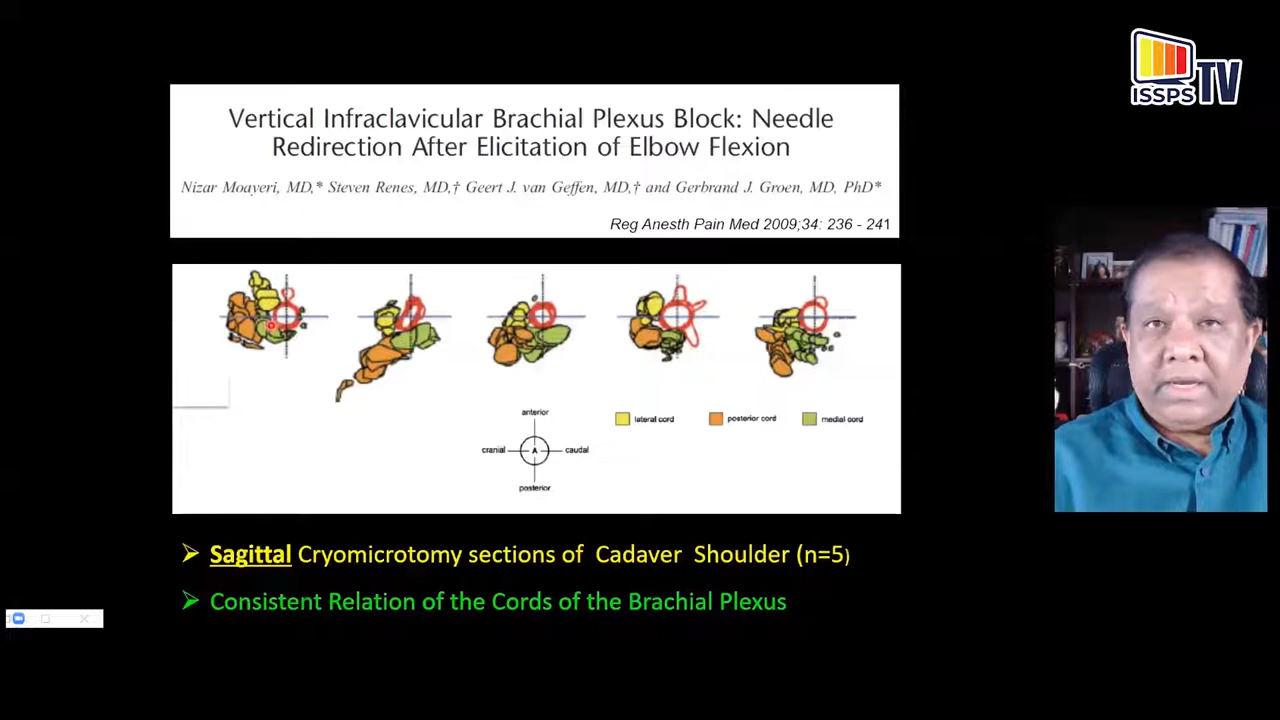 ISSPS TV
Vertical Infraclavicular Brachial Plexus Block: Needle
Redirection After Elicitation of Elbow Flexion
Nizar Moayeri, MD,* Steven Renes, MD,† Geert J. van Geffen, MD,† and Gerbrand J. Groen, MD, PhD*
Reg Anesth Pain Med 2009;34: 236 - 241
anterior
cranial
A
caudal
posterior
lateral cord
posterior cord
medial cord
➢ Sagittal Cryomicrotomy sections of Cadaver Shoulder (n=5)
➢ Consistent Relation of the Cords of the Brachial Plexus